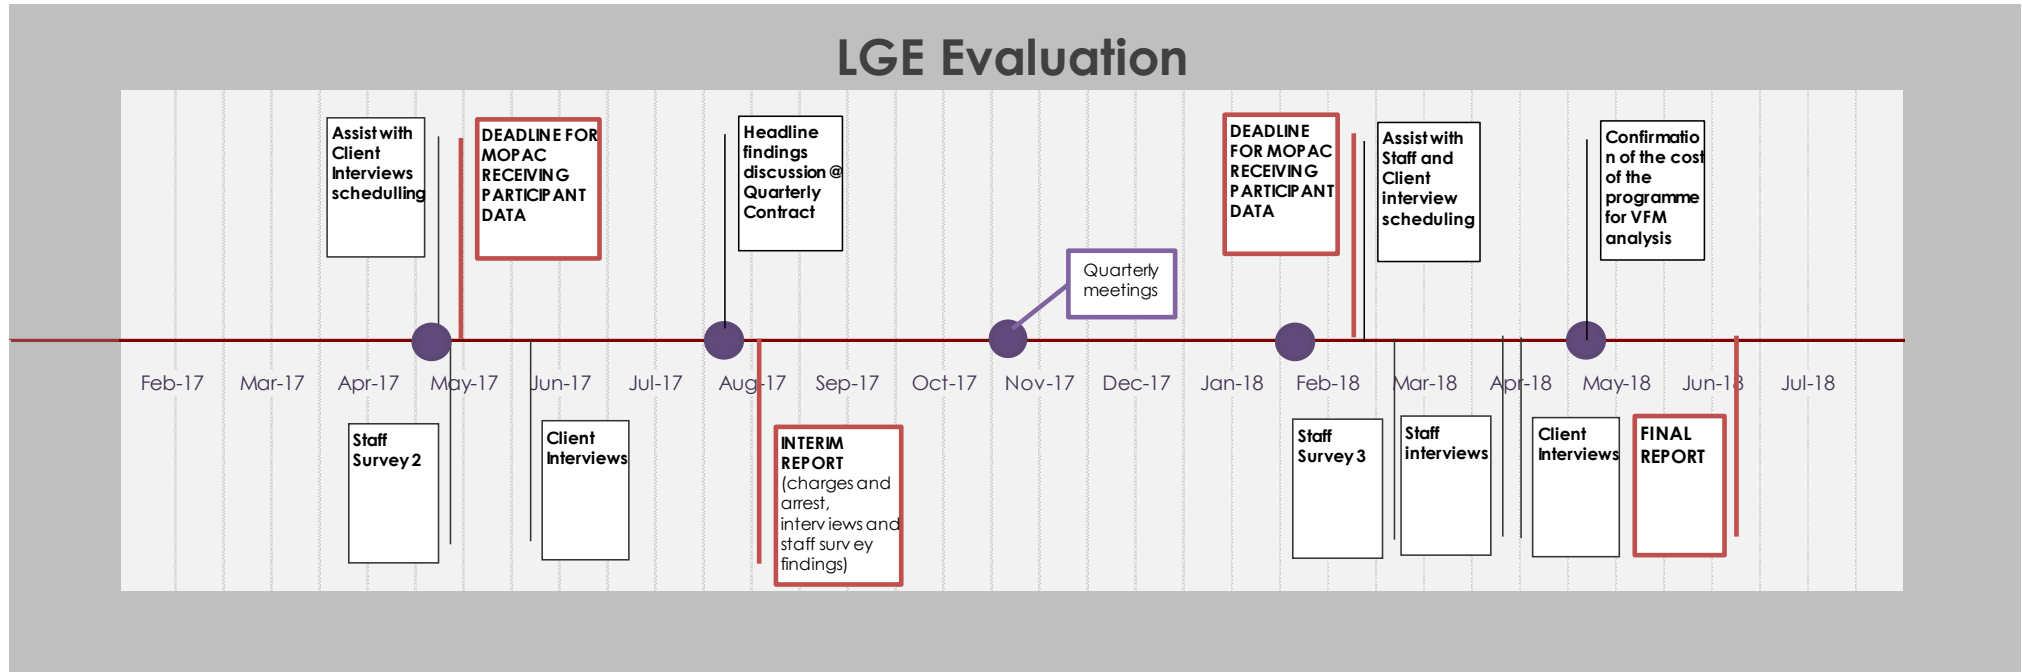 LGE Evaluation
Assist with
Client
Interviews
schedulling
DEADLINE FOR
MOPAC
RECEIVING
PARTICIPANT
DATA
Headline
findings
discussion @
Quarterly
Contract
Quarterly
meetings
DEADLINE
FOR MOPAC
RECEIVING
PARTICIPANT
DATA
Assist with
Staff and
Client
interview
scheduling
Confirmatio
n of the cost
of the
programme
for VFM
analysis
Feb-17 Mar-17 Apr-17 May-17 Jun-17 Jul-17 Aug-17 Sep-17 Oct-17 Nov-17 Dec-17 Jan-18 Feb-18 Mar-18 Apr-18 May-18 Jun-18 Jul-18
Staff
Survey 2
Client
Interviews
INTERIM
REPORT
(charges and
arrest,
interviews and
staff survey
findings)
Staff
Survey 3
Staff
interviews
Client
Interviews
FINAL
REPORT